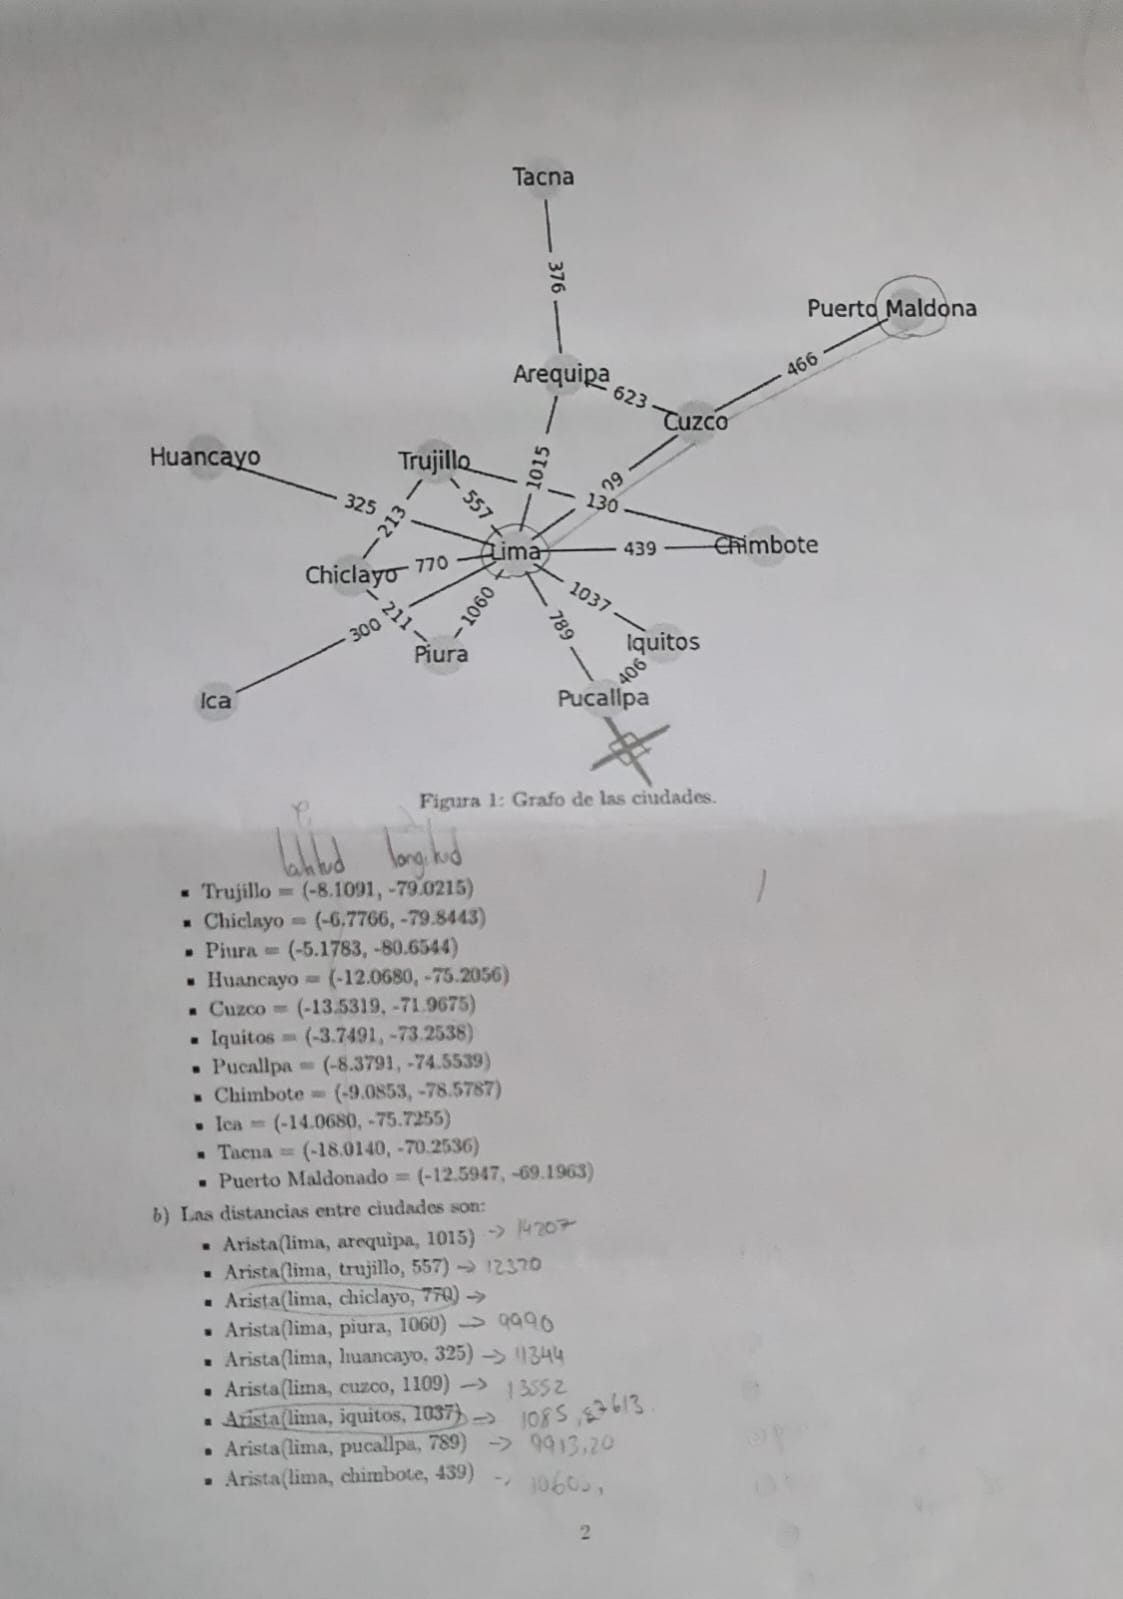 Tacna
376
Puerto Maldona
466
Arequipa
623
Cuzco
Huancayo
Trujillo
1015
09
130
325
557
213
Lima
439
Chimbote
770
Chiclayo
1037
211
1060
789
300
Iquitos
Piura
406
Ica
Pucallpa
Figura 1: Grafo de las ciudades.
latitud longitud
▪ Trujillo = (-8.1091, -79.0215)
▪ Chiclayo = (-6.7766, -79.8443)
▪ Piura = (-5.1783, -80.6544)
▪ Huancayo = (-12.0680, -75.2056)
▪ Cuzco = (-13.5319, -71.9675)
▪ Iquitos = (-3.7491, -73.2538)
▪ Pucallpa = (-8.3791, -74.5539)
▪ Chimbote = (-9.0853, -78.5787)
▪ Ica = (-14.0680, -75.7255)
▪ Tacna = (-18.0140, -70.2536)
▪ Puerto Maldonado = (-12.5947, -69.1963)
b) Las distancias entre ciudades son:
▪ Arista(lima, arequipa, 1015) → 14207
▪ Arista(lima, trujillo, 557) → 12320
▪ Arista(lima, chiclayo, 770) →
▪ Arista(lima, piura, 1060) → 9990
▪ Arista(lima, huancayo, 325) → 11344
▪ Arista(lima, cuzco, 1109) → 13552
▪ Arista(lima, iquitos, 1037) → 1085,27613
▪ Arista(lima, pucallpa, 789) → 9913,20
▪ Arista(lima, chimbote, 439) →
2